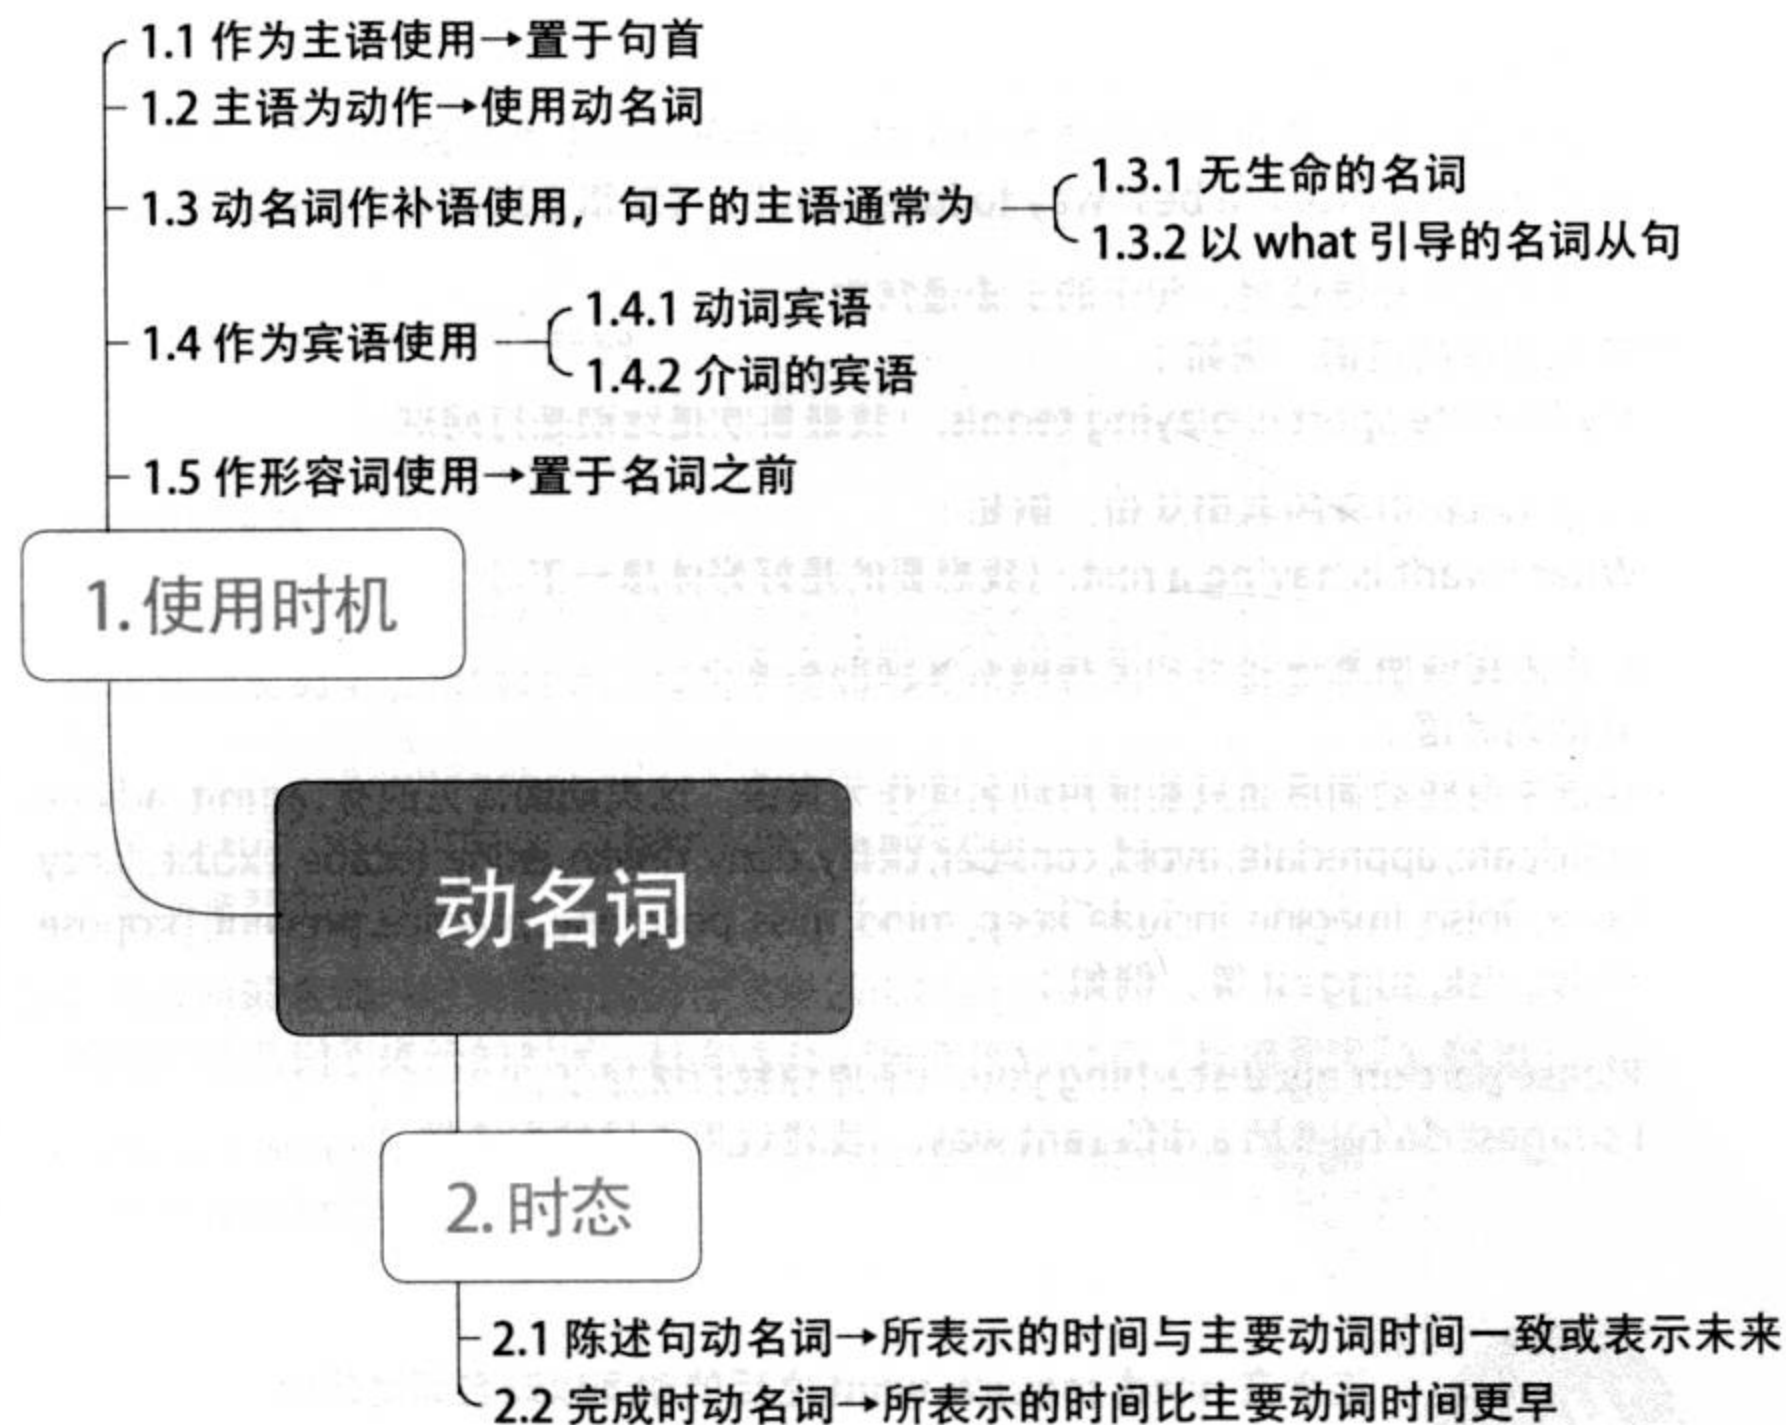 1.1 作为主语使用→置于句首
1.2 主语为动作→使用动名词
1.3 动名词作补语使用，句子的主语通常为
1.3.1 无生命的名词
1.3.2 以 what 引导的名词从句
1.4 作为宾语使用
1.4.1 动词宾语
1.4.2 介词的宾语
1.5 作形容词使用→置于名词之前
1. 使用时机
动名词
2. 时态
2.1 陈述句动名词→所表示的时间与主要动词时间一致或表示未来
2.2 完成时动名词→所表示的时间比主要动词时间更早